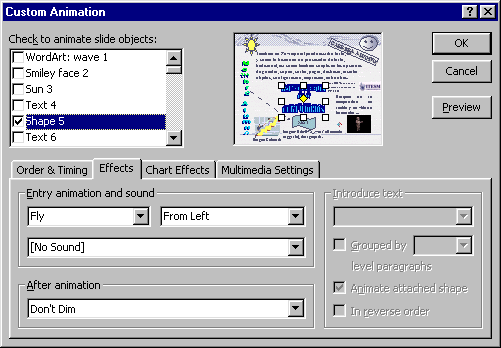 Custom Animation
Check to animate slide objects:
WordArt: wave 1
Smiley face 2
Sun 3
Text 4
Shape 5
Text 6
OK
Cancel
Preview
Order & Timing
Effects
Chart Effects
Multimedia Settings
Entry animation and sound
Fly
From Left
[No Sound]
After animation
Don't Dim
Introduce text
Grouped by
level paragraphs
Animate attached shape
In reverse order